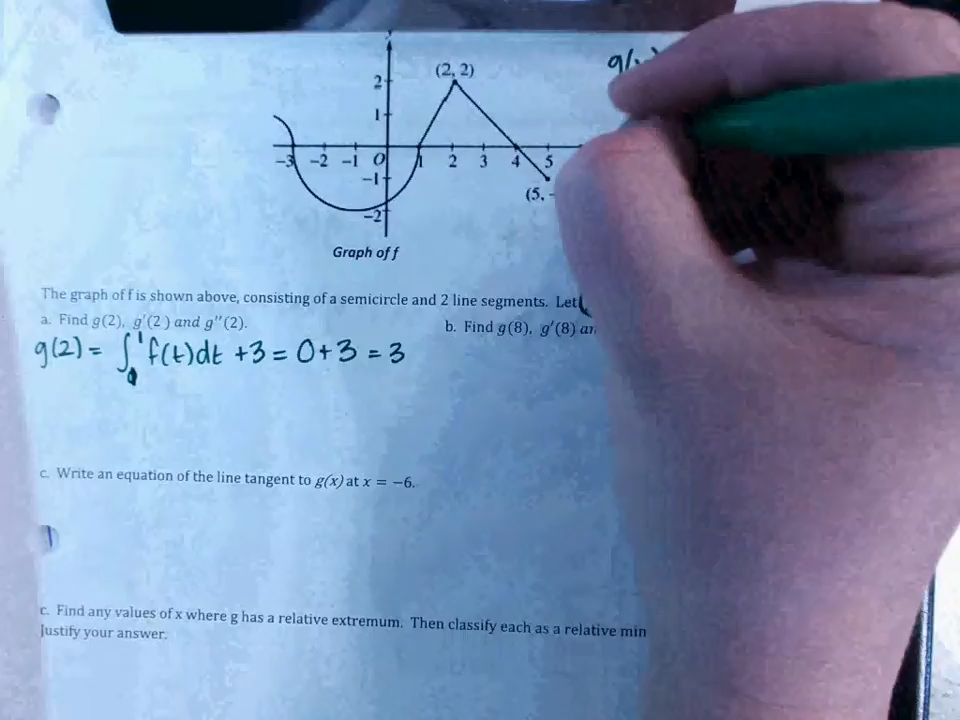 g(
(2, 2)
2
1
-3 -2 -1 O 1 2 3 4 5
-1
(5, -
-2
Graph of f
The graph of f is shown above, consisting of a semicircle and 2 line segments. Let
a. Find g(2), g′(2) and g″(2).
b. Find g(8), g′(8) an
g(2) = ∫₀¹ f(t)dt +3 = 0+3 = 3
c. Write an equation of the line tangent to g(x) at x = −6.
c. Find any values of x where g has a relative extremum. Then classify each as a relative min
Justify your answer.